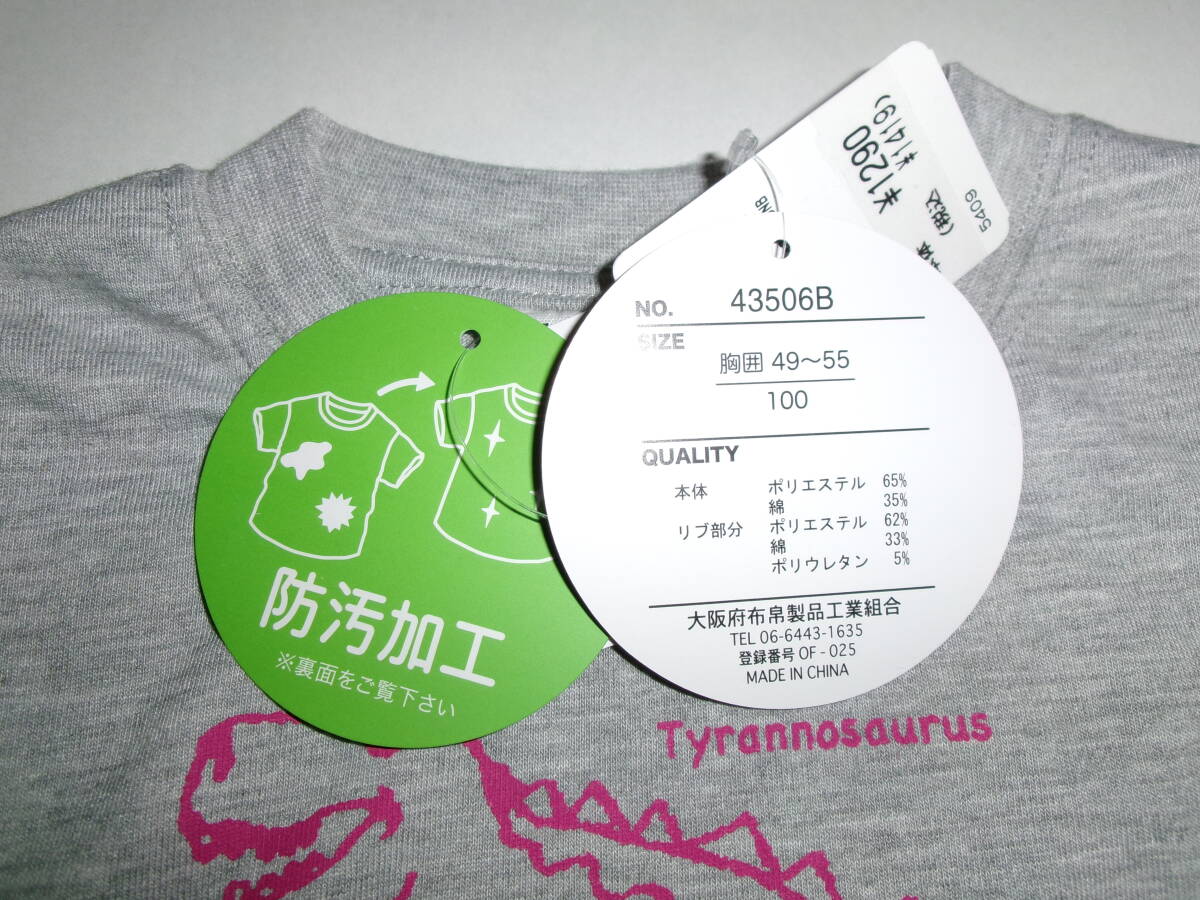 ¥1290
(税込 ¥1419)
5409
NO. 43506B
SIZE
胸囲 49~55
100
QUALITY
本体 ポリエステル 65%
綿 35%
リブ部分 ポリエステル 62%
綿 33%
ポリウレタン 5%
大阪府布帛製品工業組合
TEL 06-6443-1635
登録番号 OF-025
MADE IN CHINA
防汚加工
※裏面をご覧下さい
Tyrannosaurus